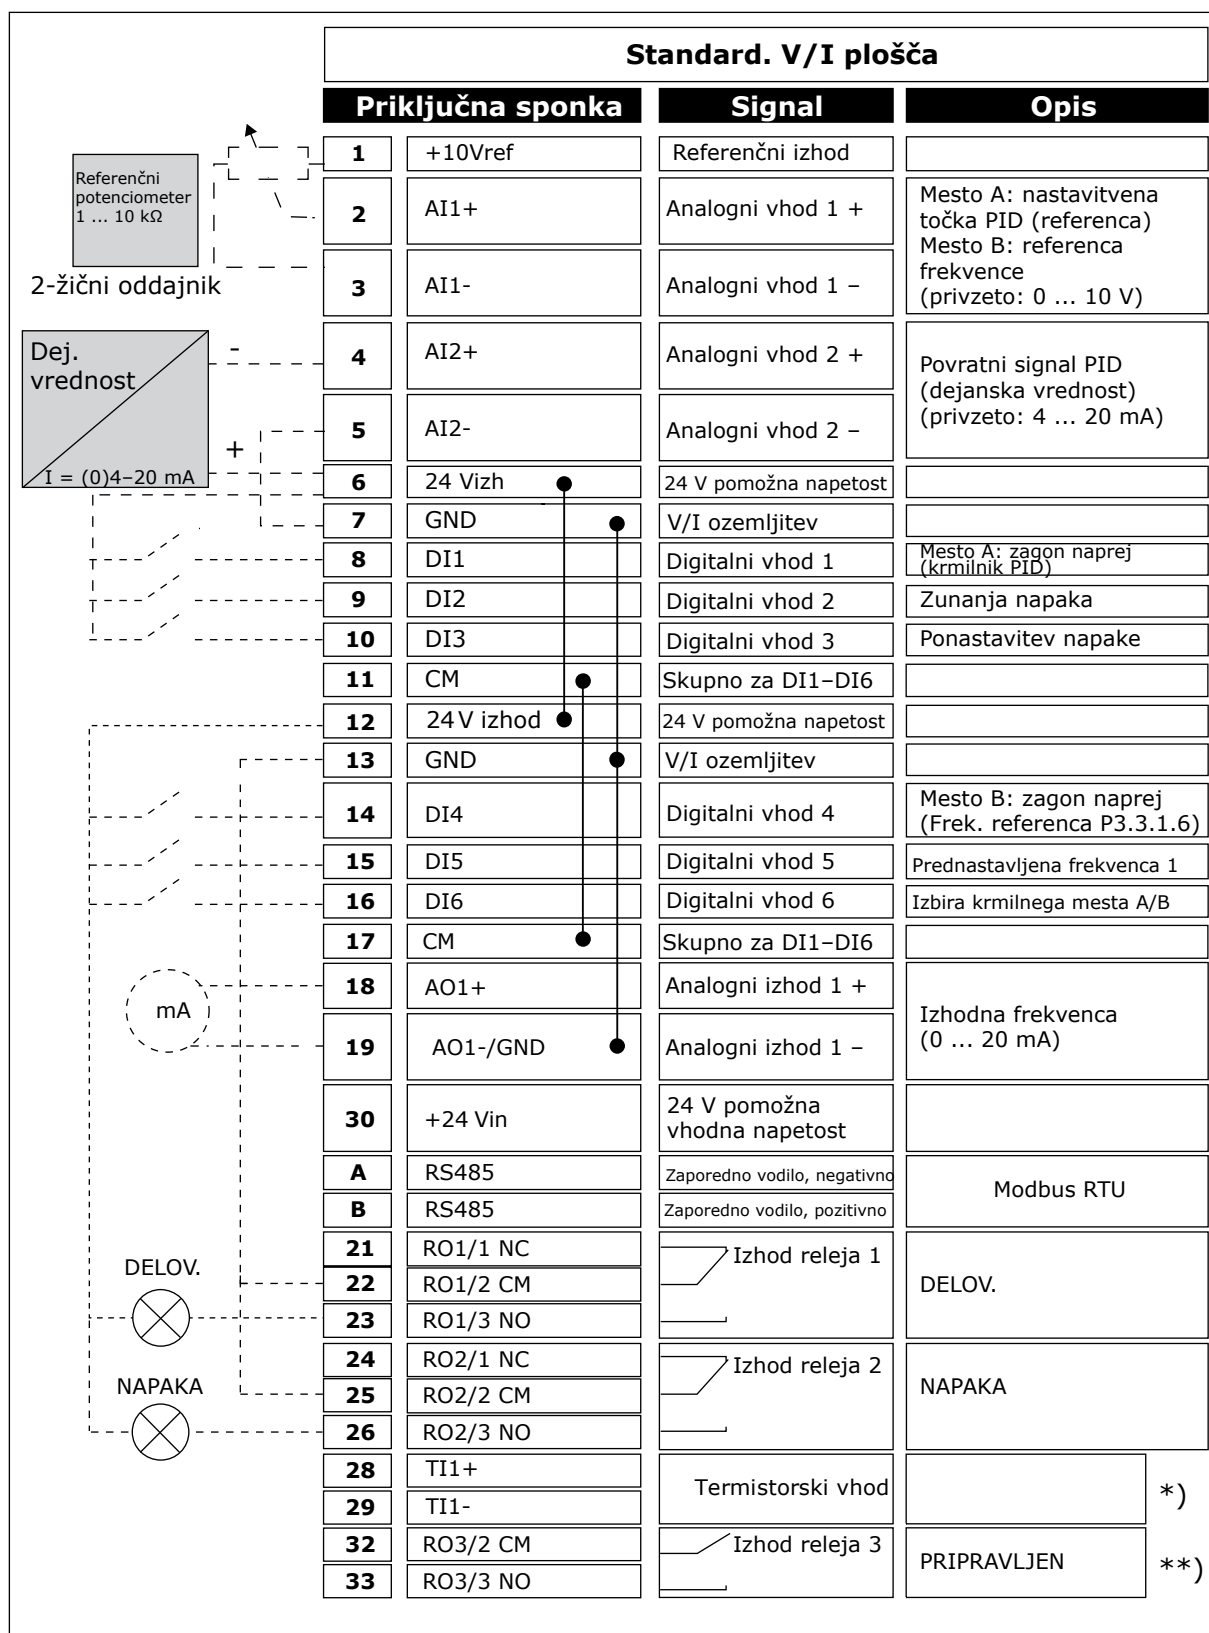 Standard. V/I plošča
Priključna sponka Signal Opis
Referenčni
potenciometer
1 ... 10 kΩ
2-žični oddajnik
1 +10Vref Referenčni izhod
2 AI1+ Analogni vhod 1 +
3 AI1- Analogni vhod 1 –
Mesto A: nastavitvena
točka PID (referenca)
Mesto B: referenca
frekvence
(privzeto: 0 ... 10 V)
Dej.
vrednost
-
+
I = (0)4–20 mA
4 AI2+ Analogni vhod 2 +
5 AI2- Analogni vhod 2 –
Povratni signal PID
(dejanska vrednost)
(privzeto: 4 ... 20 mA)
6 24 Vizh 24 V pomožna napetost
7 GND V/I ozemljitev
8 DI1 Digitalni vhod 1
Mesto A: zagon naprej
(krmilnik PID)
9 DI2 Digitalni vhod 2 Zunanja napaka
10 DI3 Digitalni vhod 3 Ponastavitev napake
11 CM Skupno za DI1–DI6
12 24 V izhod 24 V pomožna napetost
13 GND V/I ozemljitev
14 DI4 Digitalni vhod 4
Mesto B: zagon naprej
(Frek. referenca P3.3.1.6)
15 DI5 Digitalni vhod 5 Prednastavljena frekvenca 1
16 DI6 Digitalni vhod 6 Izbira krmilnega mesta A/B
17 CM Skupno za DI1–DI6
mA
18 AO1+ Analogni izhod 1 +
19 AO1-/GND Analogni izhod 1 –
Izhodna frekvenca
(0 ... 20 mA)
30 +24 Vin
24 V pomožna
vhodna napetost
A RS485 Zaporedno vodilo, negativno
B RS485 Zaporedno vodilo, pozitivno
Modbus RTU
DELOV.
21 RO1/1 NC
22 RO1/2 CM
23 RO1/3 NO
Izhod releja 1
DELOV.
NAPAKA
24 RO2/1 NC
25 RO2/2 CM
26 RO2/3 NO
Izhod releja 2
NAPAKA
28 TI1+
29 TI1-
Termistorski vhod
*)
32 RO3/2 CM
33 RO3/3 NO
Izhod releja 3
PRIPRAVLJEN
**)